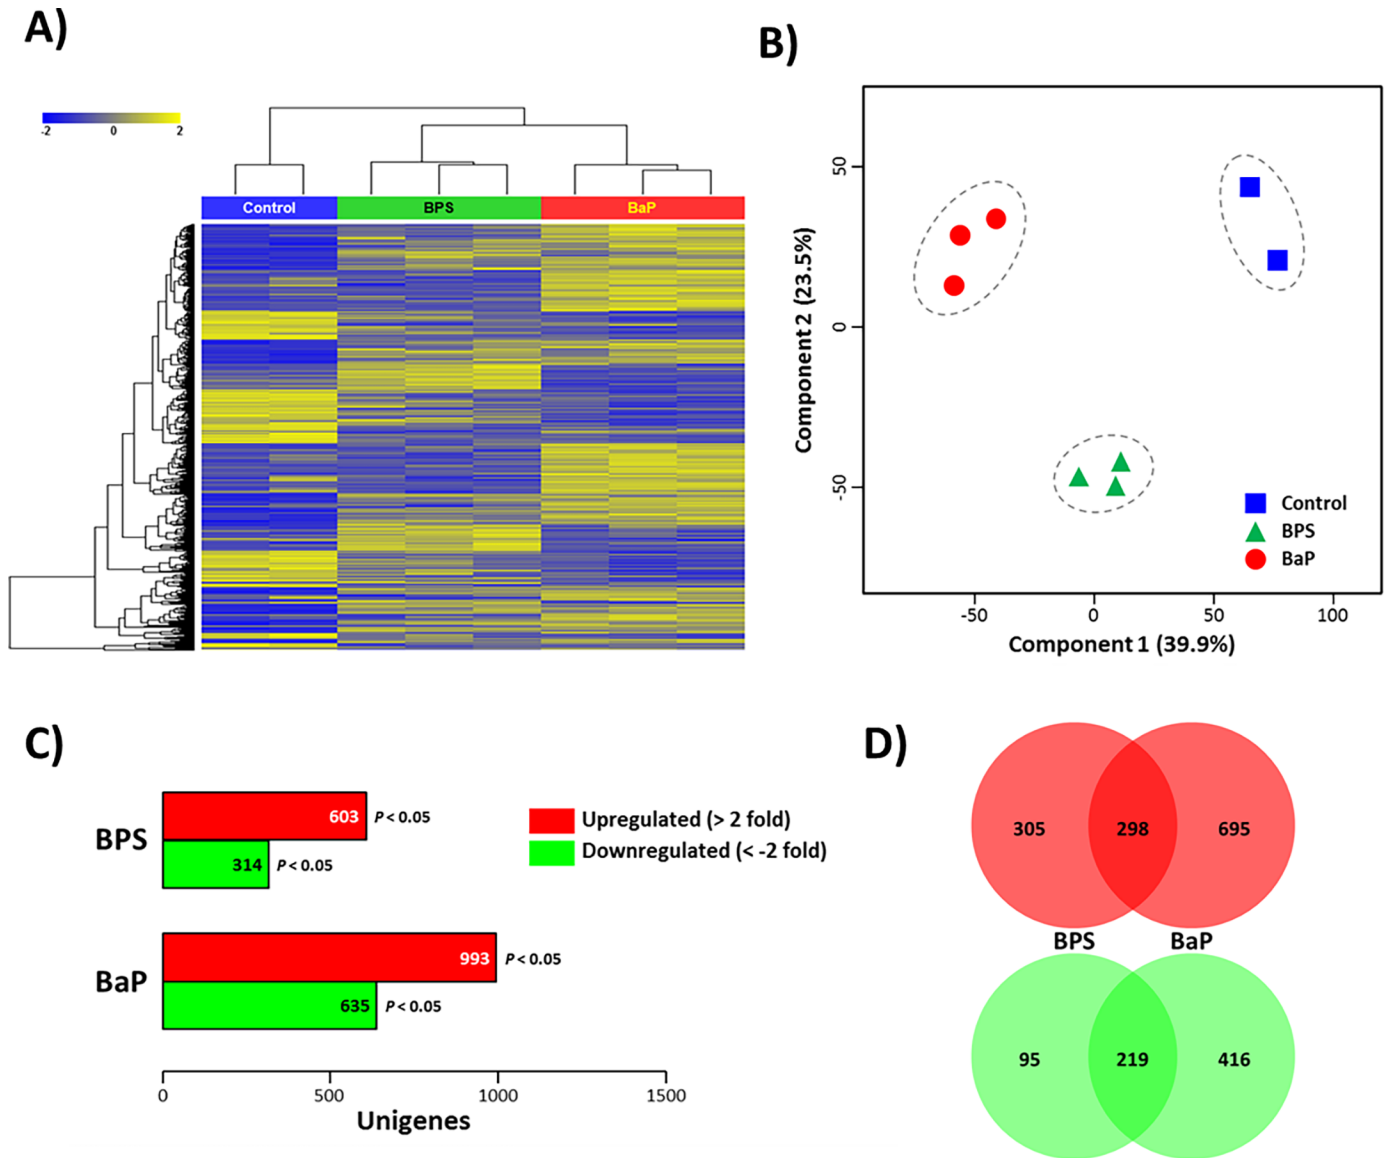 A)
-2 0 2
Control BPS BaP
B)
50
0
-50
Component 2 (23.5%)
Control
BPS
BaP
-50 0 50 100
Component 1 (39.9%)
C)
BPS
603 P < 0.05
314 P < 0.05
Upregulated (> 2 fold)
Downregulated (< -2 fold)
BaP
993 P < 0.05
635 P < 0.05
0 500 1000 1500
Unigenes
D)
305 298 695
BPS BaP
95 219 416